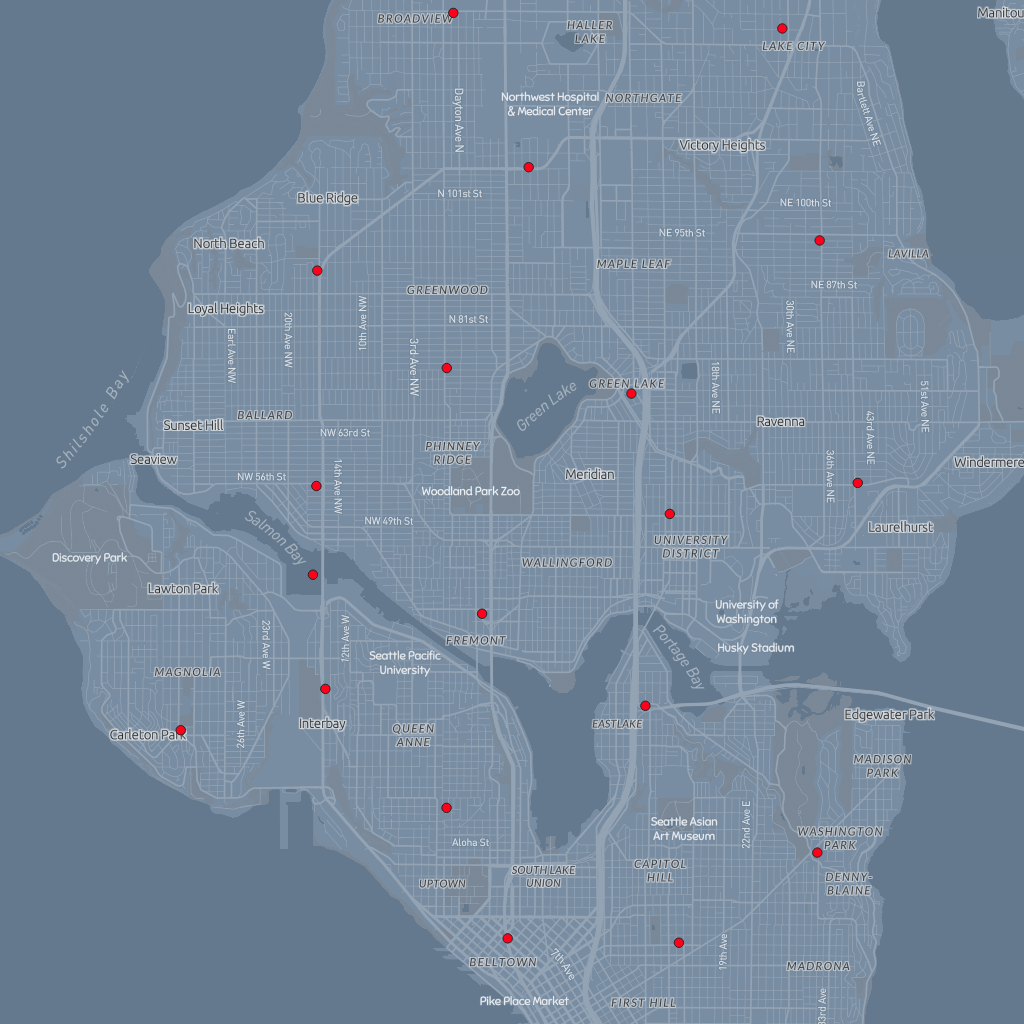 Manitou
BROADVIEW
HALLER
LAKE
LAKE CITY
Northwest Hospital
& Medical Center
NORTHGATE
Dayton Ave N
Bartlett Ave NE
Victory Heights
Blue Ridge
N 101st St
NE 100th St
North Beach
NE 95th St
LAVILLA
MAPLE LEAF
GREENWOOD
NE 87th St
Loyal Heights
N 81st St
Earl Ave NW
20th Ave NW
10th Ave NW
3rd Ave NW
30th Ave NE
Shilshole Bay
Green Lake
GREEN LAKE
18th Ave NE
51st Ave NE
BALLARD
Sunset Hill
NW 63rd St
Ravenna
43rd Ave NE
PHINNEY
RIDGE
Seaview
Windermere
NW 56th St
14th Ave NW
Meridian
36th Ave NE
Woodland Park Zoo
NW 49th St
Laurelhurst
Salmon Bay
UNIVERSITY
DISTRICT
Discovery Park
WALLINGFORD
Lawton Park
University of
Washington
23rd Ave W
12th Ave W
FREMONT
Portage Bay
Husky Stadium
Seattle Pacific
University
MAGNOLIA
26th Ave W
Interbay
Carleton Park
QUEEN
ANNE
EASTLAKE
Edgewater Park
MADISON
PARK
Seattle Asian
Art Museum
22nd Ave E
WASHINGTON
PARK
Aloha St
CAPITOL
HILL
SOUTH LAKE
UNION
UPTOWN
DENNY-
BLAINE
BELLTOWN
7th Ave
19th Ave
MADRONA
Pike Place Market
FIRST HILL
33rd Ave